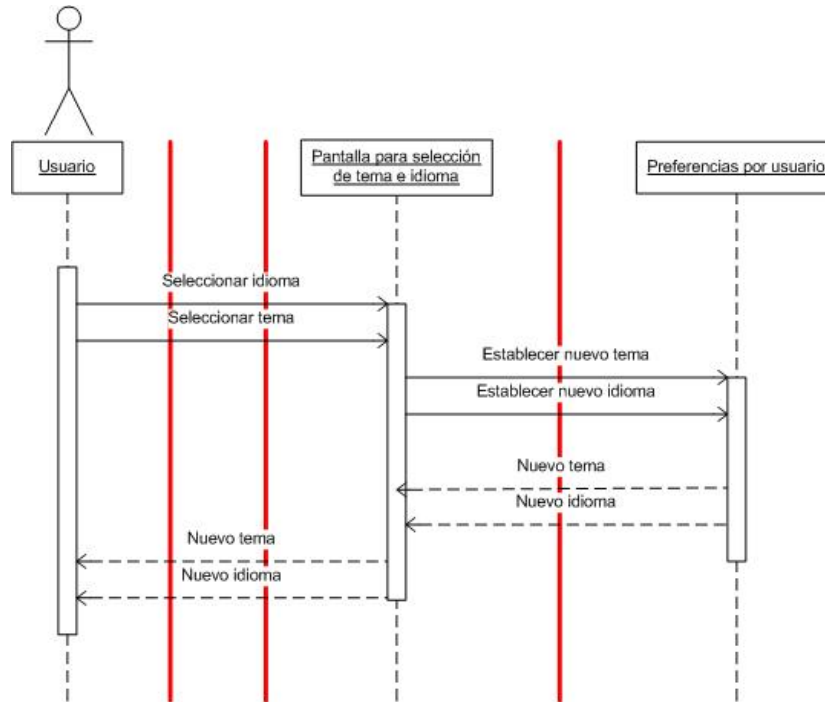 Usuario
Pantalla para selección
de tema e idioma
Preferencias por usuario
Seleccionar idioma
Seleccionar tema
Establecer nuevo tema
Establecer nuevo idioma
Nuevo tema
Nuevo idioma
Nuevo tema
Nuevo idioma